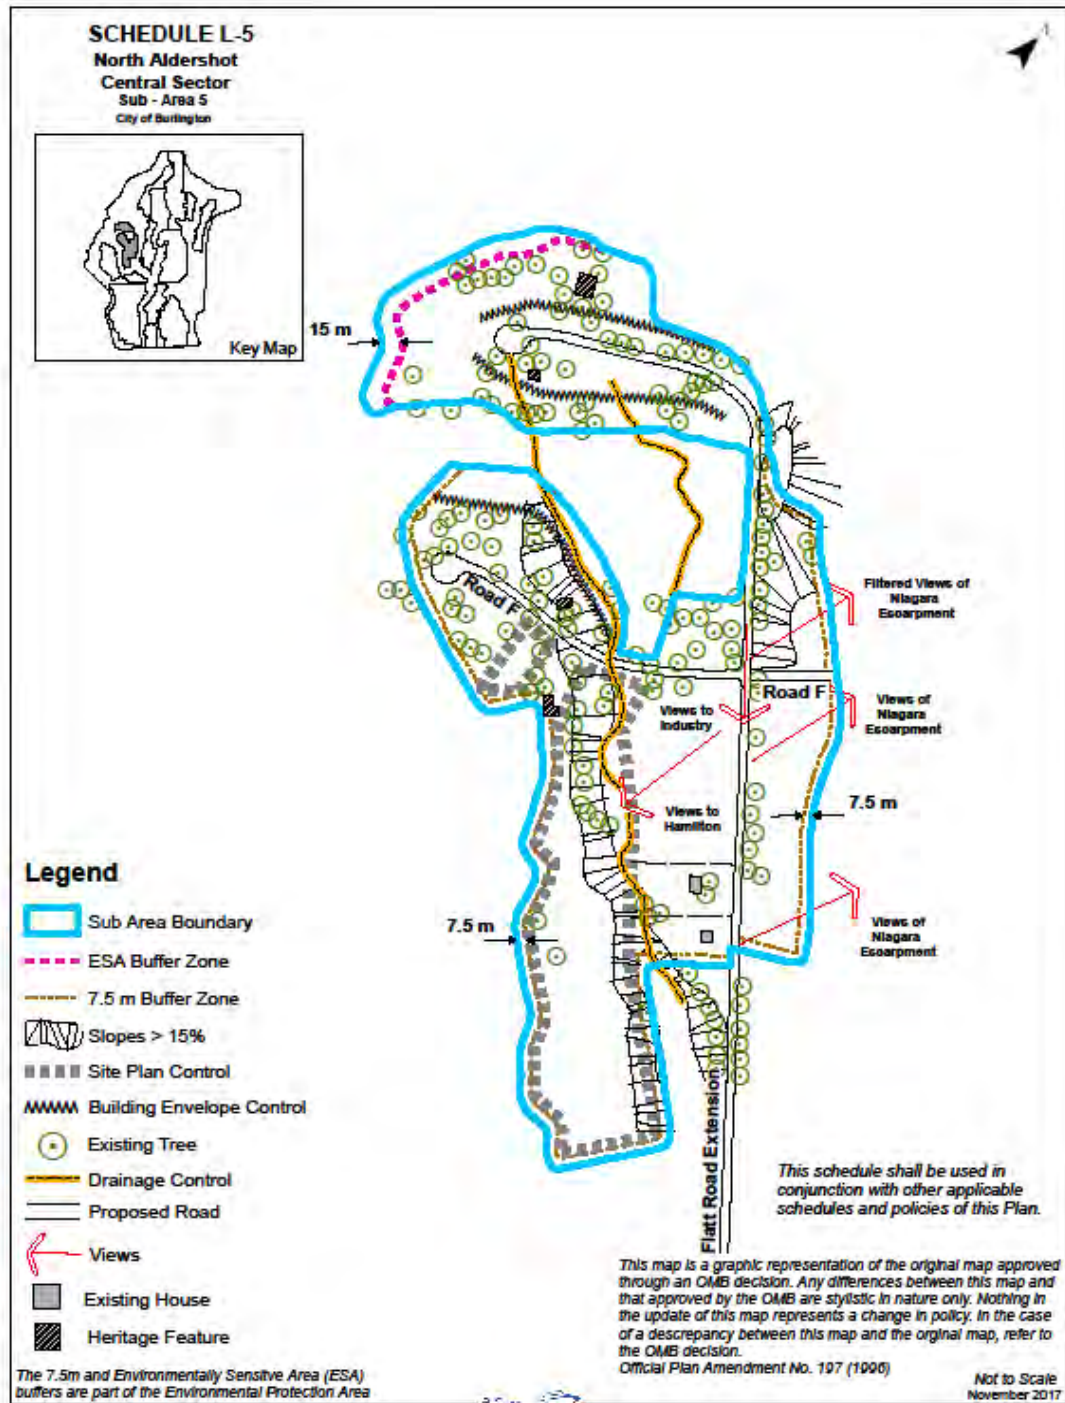 SCHEDULE L-5
North Aldershot
Central Sector
Sub - Area 5
City of Burlington
Key Map
15 m
Road F
Filtered Views of
Niagara
Escarpment
Road F
Views to
Industry
Views of
Niagara
Escarpment
7.5 m
Views to
Hamilton
7.5 m
Views of
Niagara
Escarpment
Flatt Road Extension
Legend
Sub Area Boundary
ESA Buffer Zone
7.5 m Buffer Zone
Slopes > 15%
Site Plan Control
Building Envelope Control
Existing Tree
Drainage Control
Proposed Road
Views
Existing House
Heritage Feature
This schedule shall be used in
conjunction with other applicable
schedules and policies of this Plan.
This map is a graphic representation of the original map approved
through an OMB decision. Any differences between this map and
that approved by the OMB are stylistic in nature only. Nothing in
the update of this map represents a change in policy. In the case
of a descrepancy between this map and the orginal map, refer to
the OMB decision.
Official Plan Amendment No. 197 (1996)
The 7.5m and Environmentally Sensitve Area (ESA)
buffers are part of the Environmental Protection Area
Not to Scale
November 2017